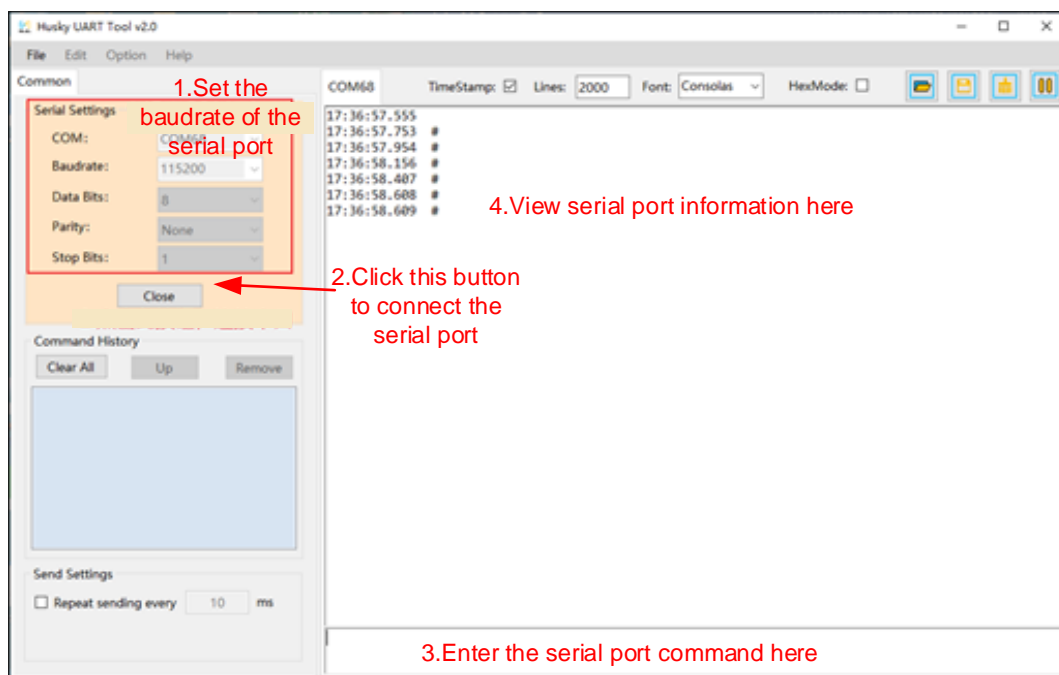 Husky UART Tool v2.0
File Edit Option Help
Common
1.Set the
baudrate of the
serial port
Serial Settings
COM: COM68
Baudrate: 115200
Data Bits: 8
Parity: None
Stop Bits: 1
2.Click this button
to connect the
serial port
Close
Command History
Clear All Up Remove
Send Settings
Repeat sending every 10 ms
COM68 TimeStamp: Lines: 2000 Font: Consolas HexMode:
17:36:57.555
17:36:57.753 #
17:36:57.954 #
17:36:58.156 #
17:36:58.407 #
17:36:58.608 #
17:36:58.609 #
4.View serial port information here
3.Enter the serial port command here